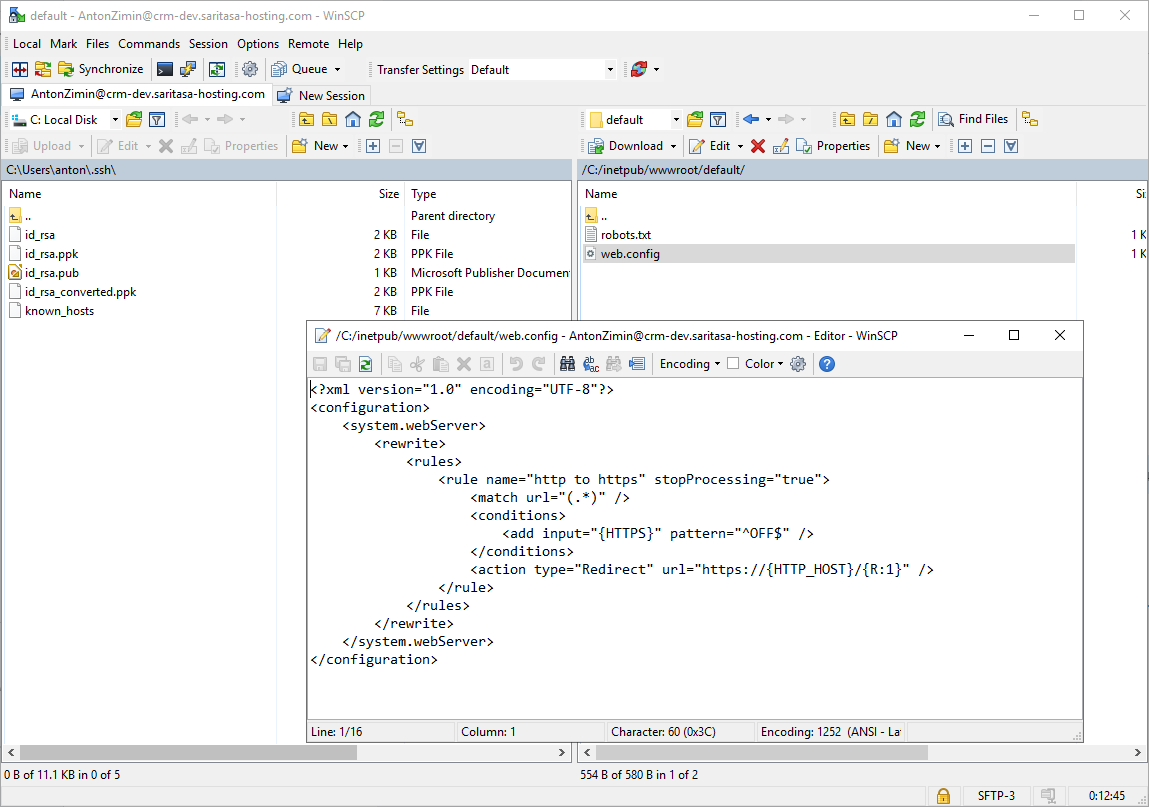 default - AntonZimin@crm-dev.saritasa-hosting.com - WinSCP
Local Mark Files Commands Session Options Remote Help
Synchronize Queue Transfer Settings Default
AntonZimin@crm-dev.saritasa-hosting.com New Session
C: Local Disk
Upload Edit Properties New
C:\Users\anton\.ssh\
Name Size Type
.. Parent directory
id_rsa 2 KB File
id_rsa.ppk 2 KB PPK File
id_rsa.pub 1 KB Microsoft Publisher Documen
id_rsa_converted.ppk 2 KB PPK File
known_hosts 7 KB File
default Find Files
Download Edit Properties New
/C:/inetpub/wwwroot/default/
Name Si
..
robots.txt 1 K
web.config 1 K
/C:/inetpub/wwwroot/default/web.config - AntonZimin@crm-dev.saritasa-hosting.com - Editor - WinSCP
Encoding Color
<?xml version="1.0" encoding="UTF-8"?>
<configuration>
<system.webServer>
<rewrite>
<rules>
<rule name="http to https" stopProcessing="true">
<match url="(.*)" />
<conditions>
<add input="{HTTPS}" pattern="^OFF$" />
</conditions>
<action type="Redirect" url="https://{HTTP_HOST}/{R:1}" />
</rule>
</rules>
</rewrite>
</system.webServer>
</configuration>
Line: 1/16 Column: 1 Character: 60 (0x3C) Encoding: 1252 (ANSI - La
0 B of 11.1 KB in 0 of 5
554 B of 580 B in 1 of 2
SFTP-3 0:12:45